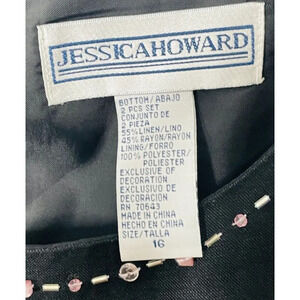 JESSICAHOWARD
BOTTOM/ABAJO
2 PCS SET
CONJUNTO DE
2 PIEZA
55% LINEN/LINO
45% RAYON/RAYON
LINING/FORRO
100% POLYESTER/
POLIESTER
EXCLUSIVE OF
DECORATION
EXCLUSIVE DE
DECORACION
RN 70643
MADE IN CHINA
HECHO EN CHINA
SIZE/TALLA
16